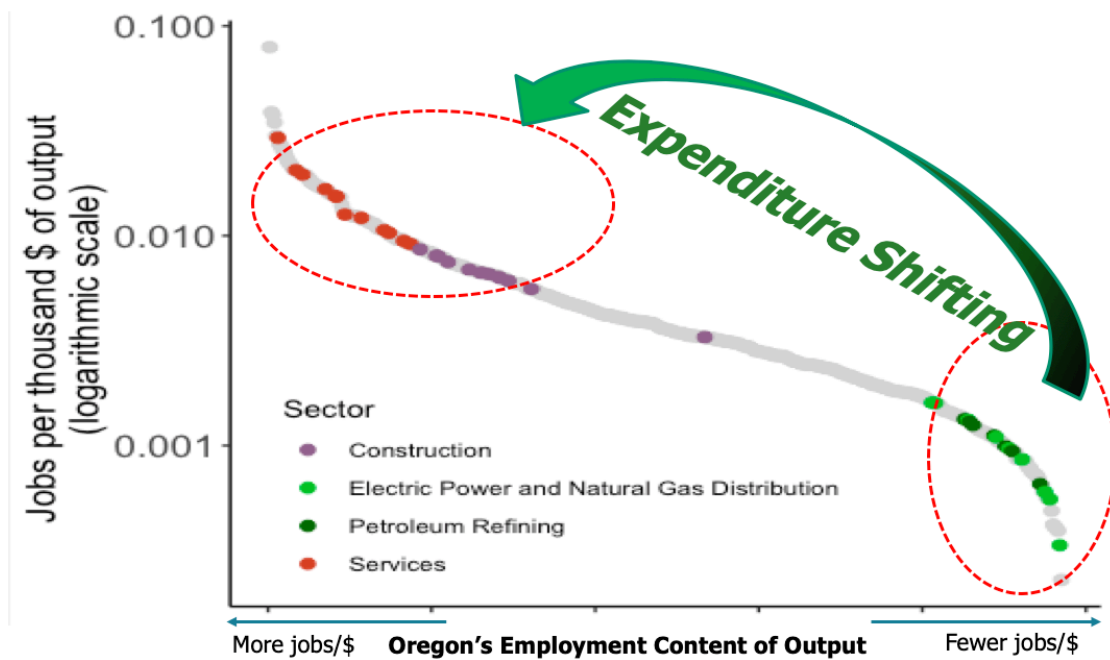 0.100
0.010
0.001
Jobs per thousand $ of output
(logarithmic scale)
Expenditure Shifting
Sector
Construction
Electric Power and Natural Gas Distribution
Petroleum Refining
Services
More jobs/$
Oregon's Employment Content of Output
Fewer jobs/$